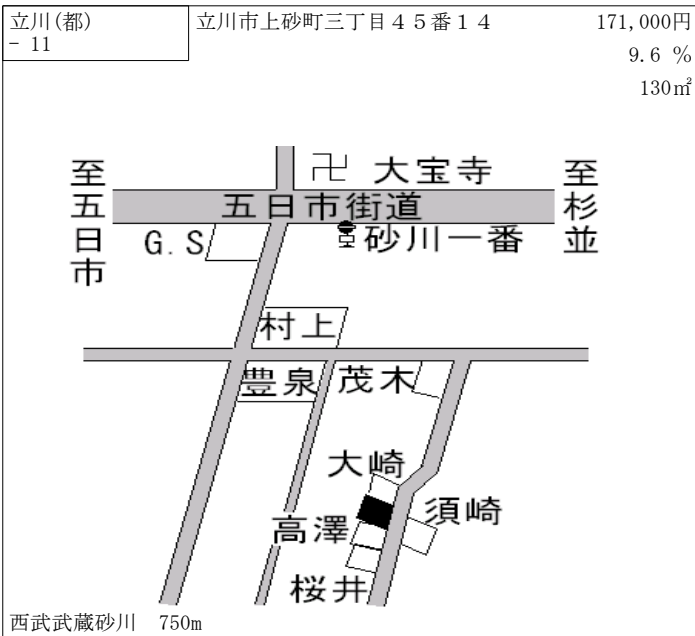 立川(都)
- 11
立川市上砂町三丁目４５番１４
171,000円
9.6 %
130㎡
卍 大宝寺
至五日市
五日市街道
至杉並
G.S
砂川一番
村上
豊泉
茂木
大崎
須崎
高澤
桜井
西武武蔵砂川 750m